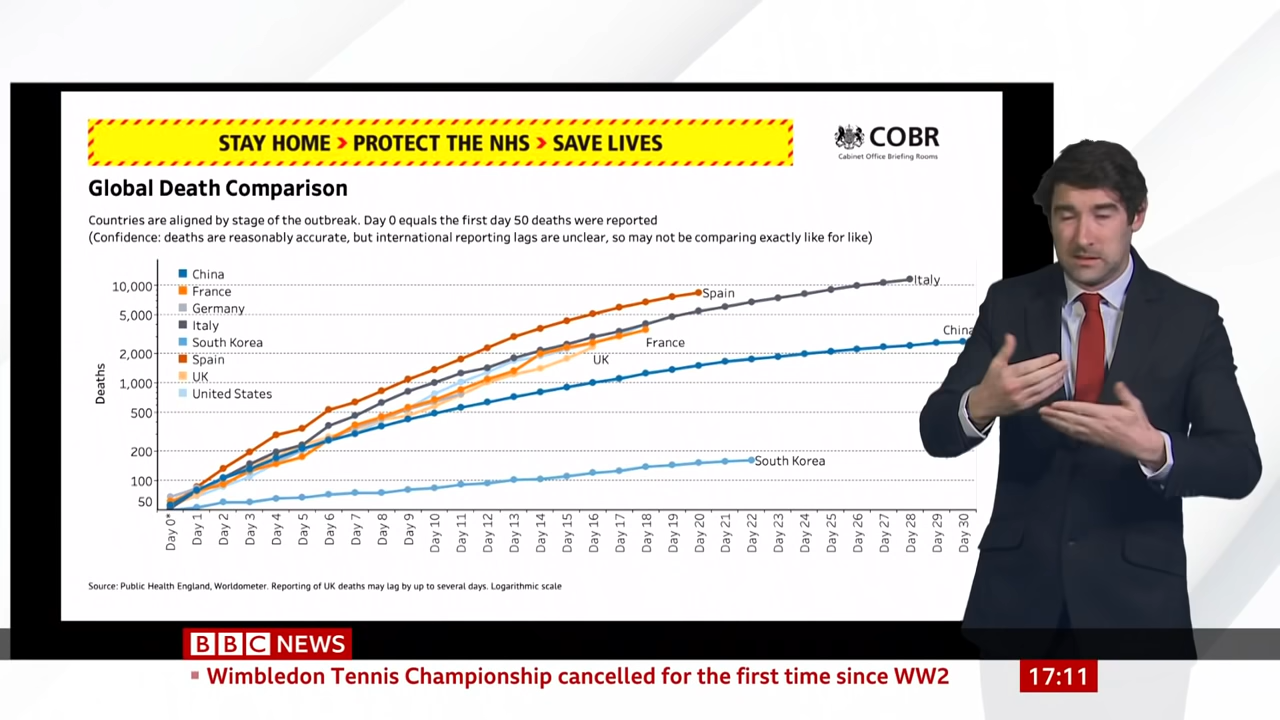 STAY HOME > PROTECT THE NHS > SAVE LIVES
COBR
Cabinet Office Briefing Rooms
Global Death Comparison
Countries are aligned by stage of the outbreak. Day 0 equals the first day 50 deaths were reported
(Confidence: deaths are reasonably accurate, but international reporting lags are unclear, so may not be comparing exactly like for like)
China
France
Germany
Italy
South Korea
Spain
UK
United States
Deaths
10,000
5,000
2,000
1,000
500
200
100
50
Spain
Italy
France
UK
China
South Korea
Day 0*
Day 1
Day 2
Day 3
Day 4
Day 5
Day 6
Day 7
Day 8
Day 9
Day 10
Day 11
Day 12
Day 13
Day 14
Day 15
Day 16
Day 17
Day 18
Day 19
Day 20
Day 21
Day 22
Day 23
Day 24
Day 25
Day 26
Day 27
Day 28
Day 29
Day 30
Source: Public Health England, Worldometer. Reporting of UK deaths may lag by up to several days. Logarithmic scale
BBC NEWS
Wimbledon Tennis Championship cancelled for the first time since WW2
17:11